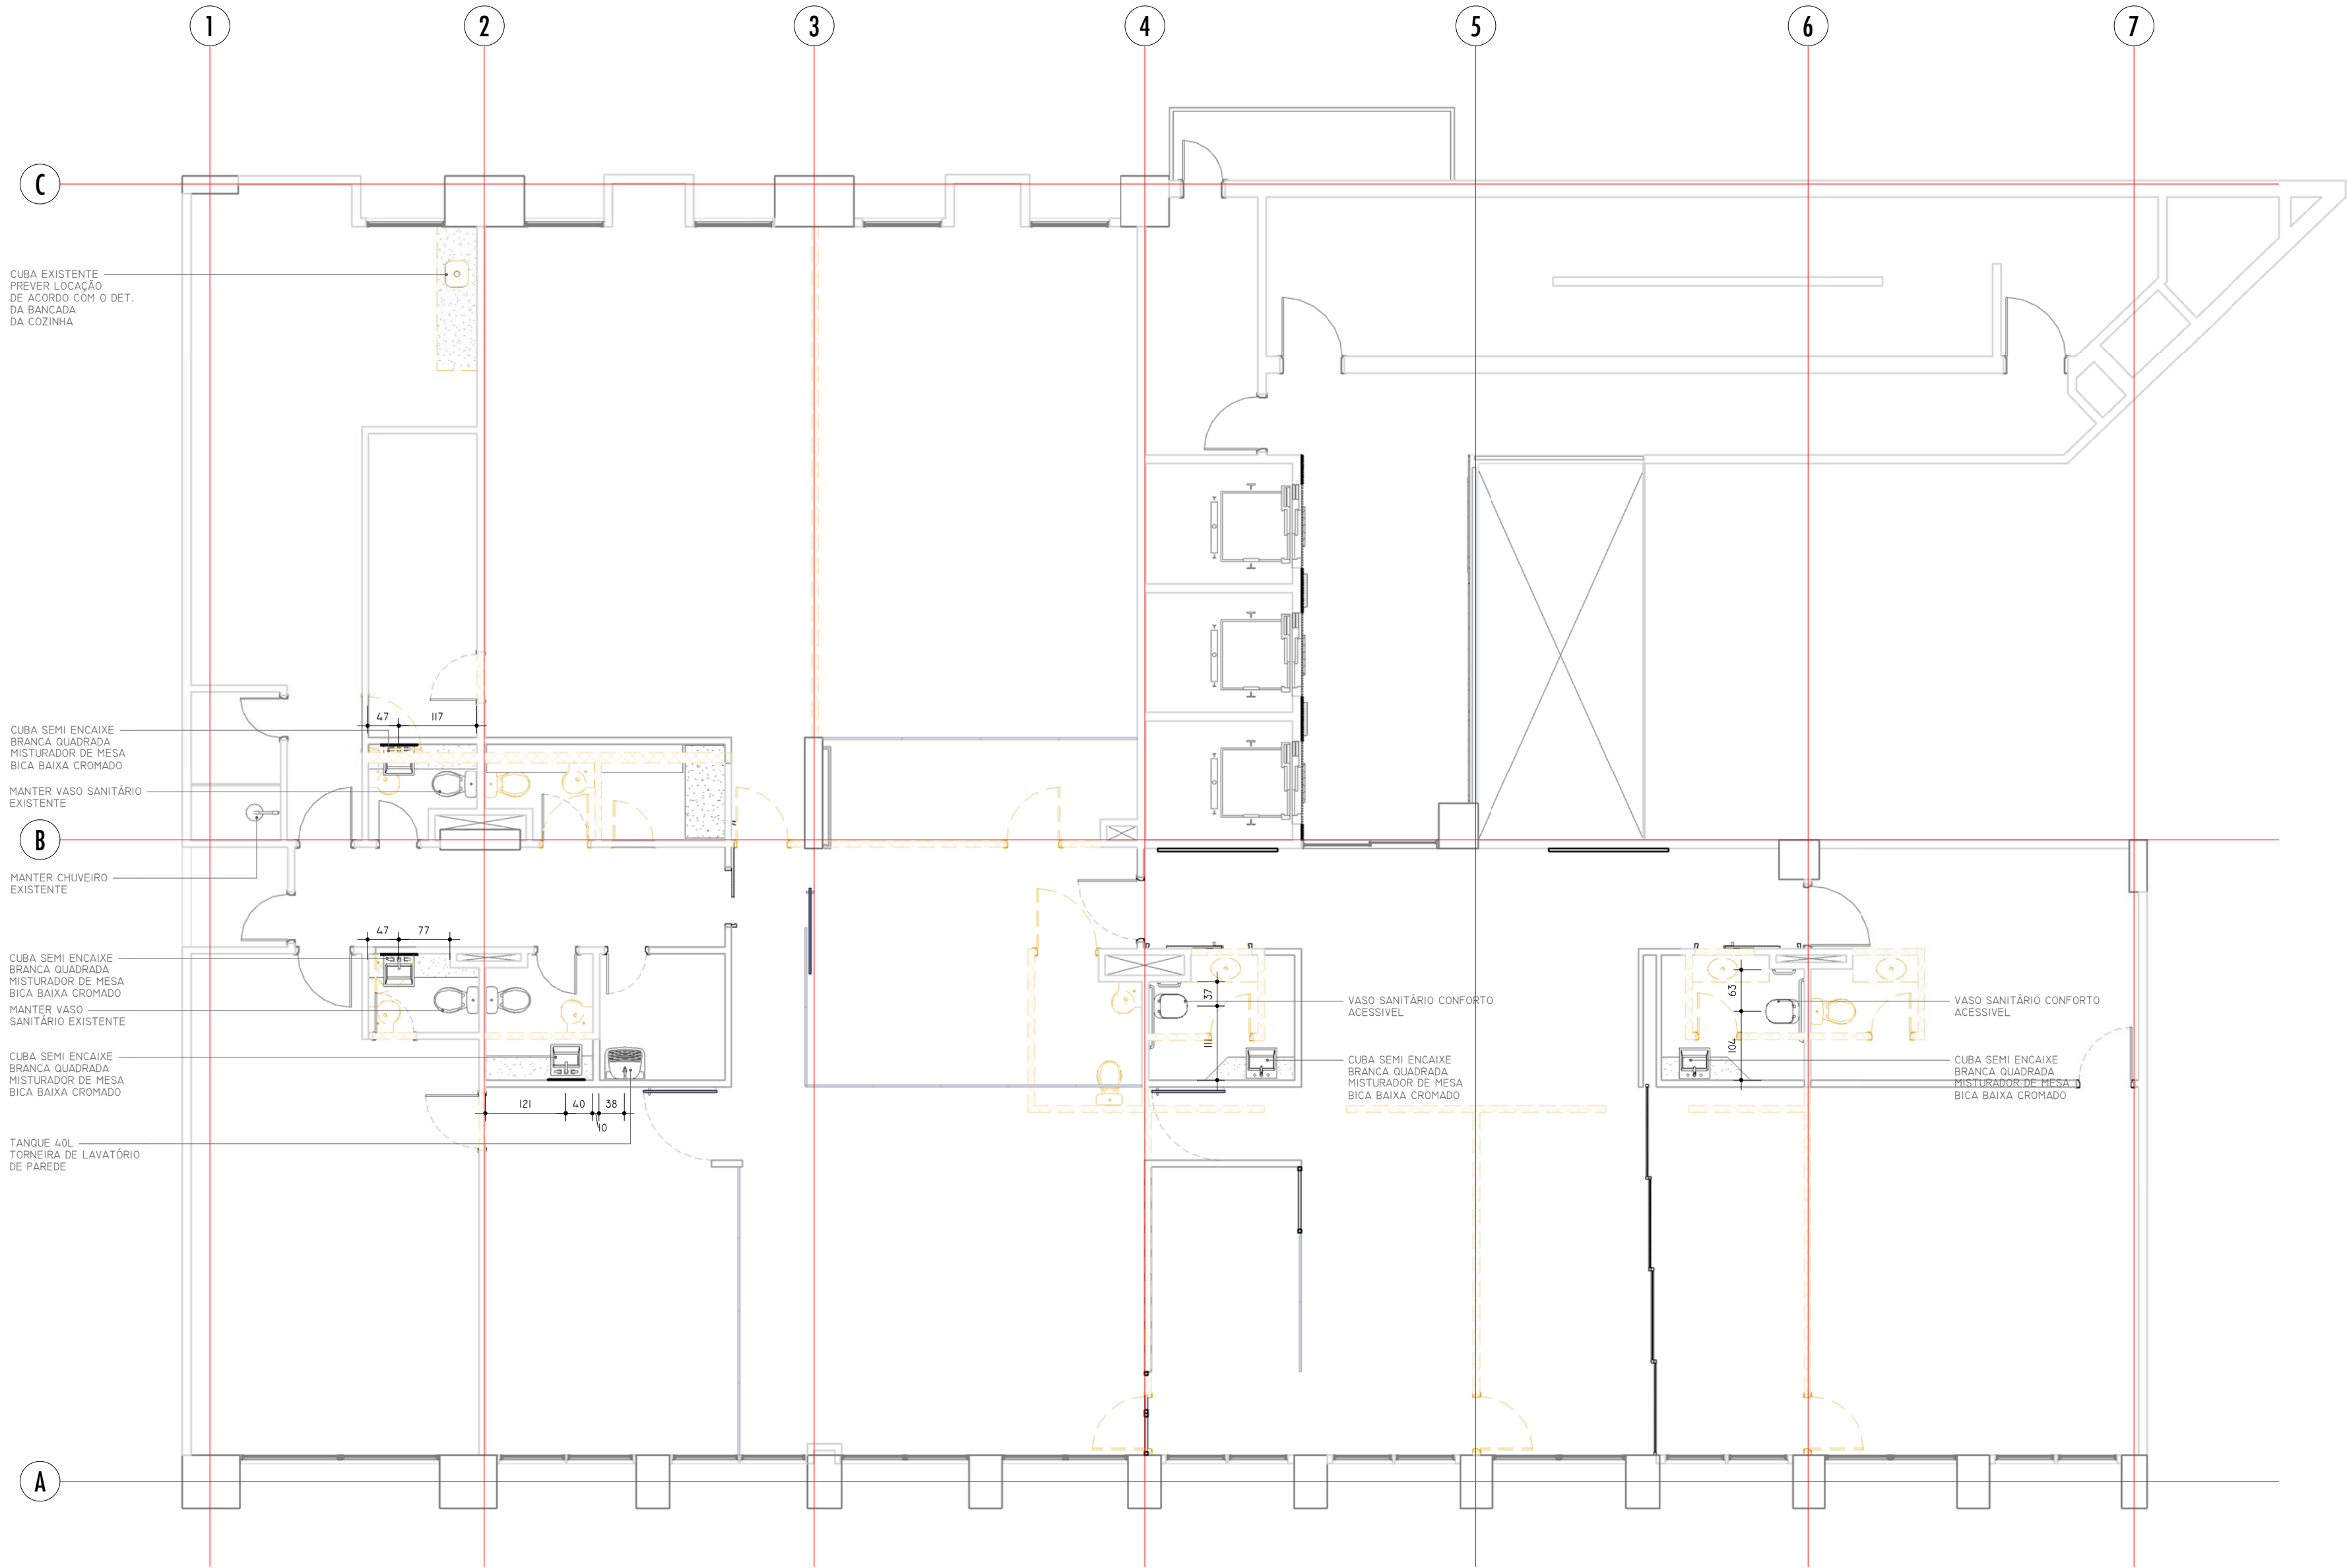 1
2
3
4
5
6
7
C
CUBA EXISTENTE
PREVER LOCAÇÃO
DE ACORDO COM O DET.
DA BANCADA
DA COZINHA
47
117
CUBA SEMI ENCAIXE
BRANCA QUADRADA
MISTURADOR DE MESA
BICA BAIXA CROMADO
MANTER VASO SANITÁRIO
EXISTENTE
B
MANTER CHUVEIRO
EXISTENTE
47
77
CUBA SEMI ENCAIXE
BRANCA QUADRADA
MISTURADOR DE MESA
BICA BAIXA CROMADO
MANTER VASO
SANITÁRIO EXISTENTE
CUBA SEMI ENCAIXE
BRANCA QUADRADA
MISTURADOR DE MESA
BICA BAIXA CROMADO
121
40
38
10
TANQUE 40L
TORNEIRA DE LAVATÓRIO
DE PAREDE
37
111
VASO SANITÁRIO CONFORTO
ACESSIVEL
CUBA SEMI ENCAIXE
BRANCA QUADRADA
MISTURADOR DE MESA
BICA BAIXA CROMADO
63
104
VASO SANITÁRIO CONFORTO
ACESSIVEL
CUBA SEMI ENCAIXE
BRANCA QUADRADA
MISTURADOR DE MESA
BICA BAIXA CROMADO
A